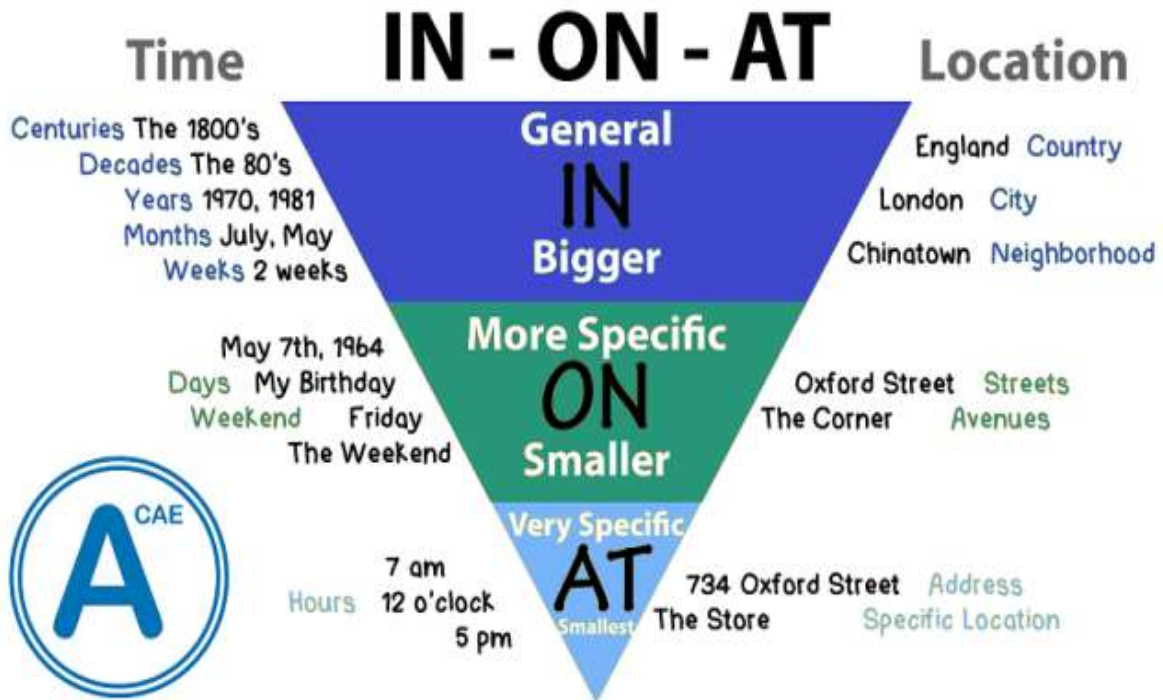 Time
IN - ON - AT
Location
Centuries The 1800's
Decades The 80's
Years 1970, 1981
Months July, May
Weeks 2 weeks
General
IN
Bigger
England Country
London City
Chinatown Neighborhood
May 7th, 1964
Days My Birthday
Weekend Friday
The Weekend
More Specific
ON
Smaller
Oxford Street Streets
The Corner Avenues
A CAE
7 am
Hours 12 o'clock
5 pm
Very Specific
AT
Smallest
734 Oxford Street Address
The Store Specific Location